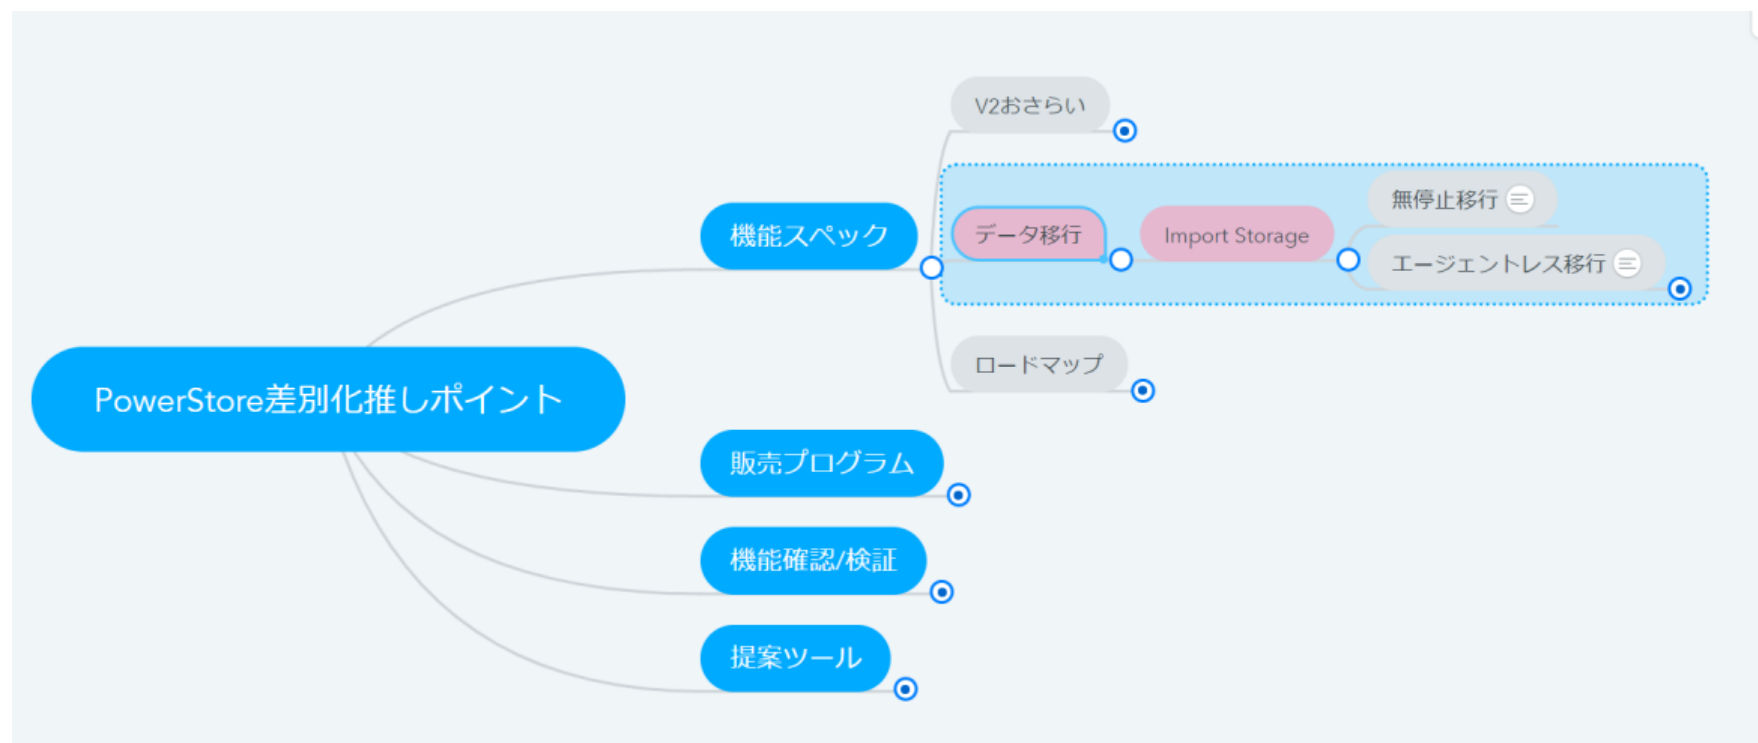 PowerStore差別化推しポイント
機能スペック
V2おさらい
データ移行
Import Storage
無停止移行
エージェントレス移行
ロードマップ
販売プログラム
機能確認/検証
提案ツール